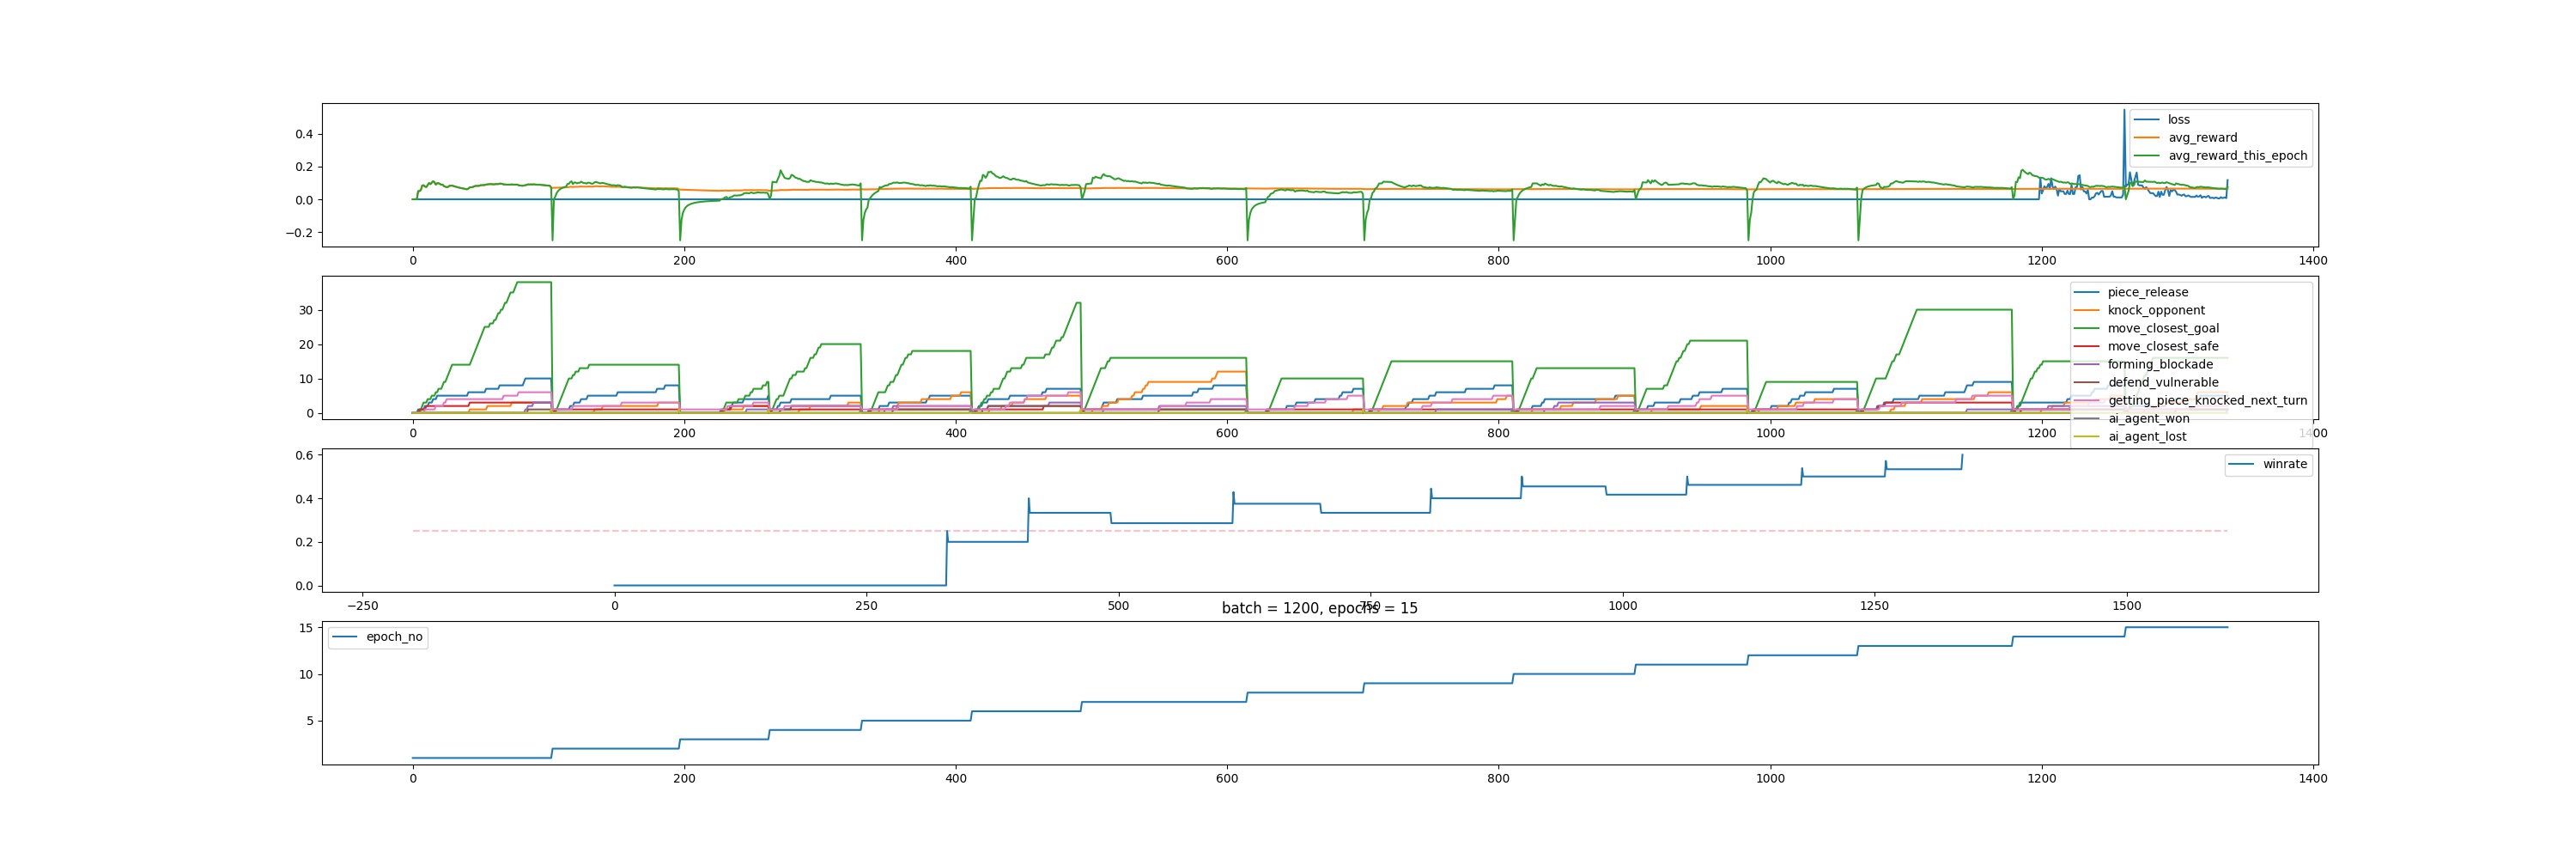 loss
avg_reward
avg_reward_this_epoch
0.4
0.2
0.0
−0.2
0 200 400 600 800 1000 1200 1400
piece_release
knock_opponent
move_closest_goal
move_closest_safe
forming_blockade
defend_vulnerable
getting_piece_knocked_next_turn
ai_agent_won
ai_agent_lost
30
20
10
0
0 200 400 600 800 1000 1200 1400
winrate
0.6
0.4
0.2
0.0
−250 0 250 500 750 1000 1250 1500
batch = 1200, epochs = 15
epoch_no
15
10
5
0 200 400 600 800 1000 1200 1400